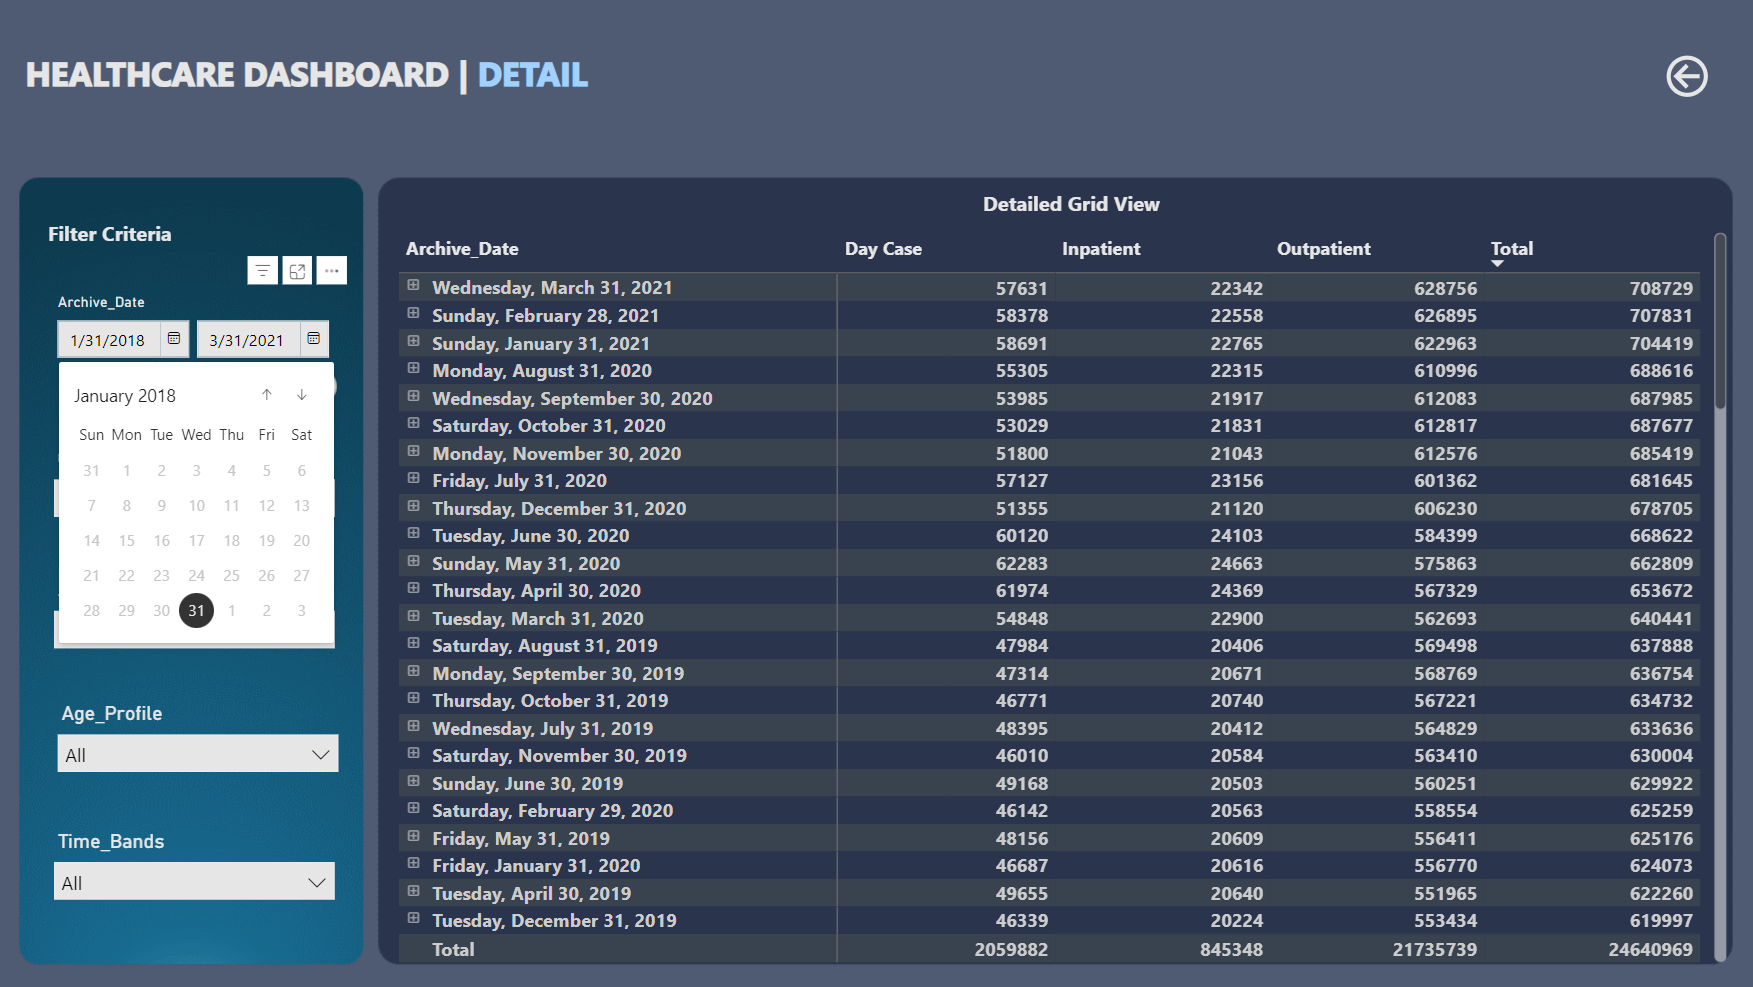 HEALTHCARE DASHBOARD | DETAIL
Filter Criteria
Archive_Date
1/31/2018 3/31/2021
January 2018
Sun Mon Tue Wed Thu Fri Sat
31 1 2 3 4 5 6
7 8 9 10 11 12 13
14 15 16 17 18 19 20
21 22 23 24 25 26 27
28 29 30 31 1 2 3
Age_Profile
All
Time_Bands
All
Detailed Grid View
Archive_Date Day Case Inpatient Outpatient Total
Wednesday, March 31, 2021 57631 22342 628756 708729
Sunday, February 28, 2021 58378 22558 626895 707831
Sunday, January 31, 2021 58691 22765 622963 704419
Monday, August 31, 2020 55305 22315 610996 688616
Wednesday, September 30, 2020 53985 21917 612083 687985
Saturday, October 31, 2020 53029 21831 612817 687677
Monday, November 30, 2020 51800 21043 612576 685419
Friday, July 31, 2020 57127 23156 601362 681645
Thursday, December 31, 2020 51355 21120 606230 678705
Tuesday, June 30, 2020 60120 24103 584399 668622
Sunday, May 31, 2020 62283 24663 575863 662809
Thursday, April 30, 2020 61974 24369 567329 653672
Tuesday, March 31, 2020 54848 22900 562693 640441
Saturday, August 31, 2019 47984 20406 569498 637888
Monday, September 30, 2019 47314 20671 568769 636754
Thursday, October 31, 2019 46771 20740 567221 634732
Wednesday, July 31, 2019 48395 20412 564829 633636
Saturday, November 30, 2019 46010 20584 563410 630004
Sunday, June 30, 2019 49168 20503 560251 629922
Saturday, February 29, 2020 46142 20563 558554 625259
Friday, May 31, 2019 48156 20609 556411 625176
Friday, January 31, 2020 46687 20616 556770 624073
Tuesday, April 30, 2019 49655 20640 551965 622260
Tuesday, December 31, 2019 46339 20224 553434 619997
Total 2059882 845348 21735739 24640969